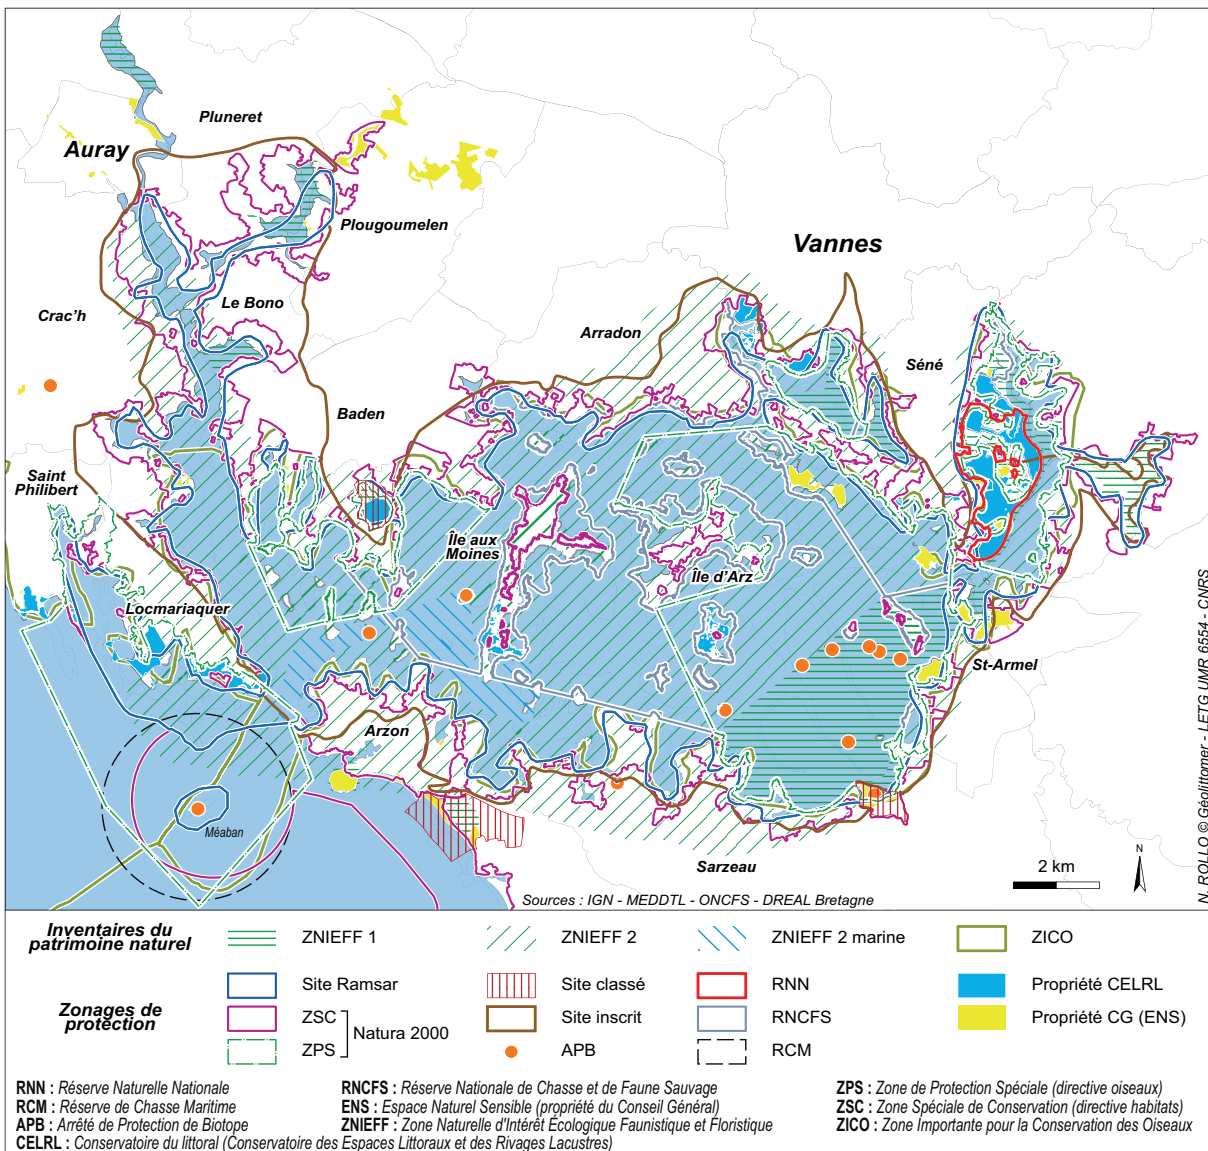 Pluneret
Auray
Plougoumelen
Vannes
Le Bono
Crac'h
Arradon
Séné
Baden
Saint
Philibert
Île aux
Moines
Île d'Arz
Locmariaquer
St-Armel
Arzon
Méaban
Sarzeau
2 km
N
Sources : IGN - MEDDTL - ONCFS - DREAL Bretagne
N. ROLLO © Géolittomer - LETG UMR 6554 - CNRS
Inventaires du
patrimoine naturel
ZNIEFF 1
ZNIEFF 2
ZNIEFF 2 marine
ZICO
Zonages de
protection
Site Ramsar
Site classé
RNN
Propriété CELRL
ZSC
Natura 2000
Site inscrit
RNCFS
Propriété CG (ENS)
ZPS
APB
RCM
RNN : Réserve Naturelle Nationale
RCM : Réserve de Chasse Maritime
APB : Arrêté de Protection de Biotope
CELRL : Conservatoire du littoral (Conservatoire des Espaces Littoraux et des Rivages Lacustres)
RNCFS : Réserve Nationale de Chasse et de Faune Sauvage
ENS : Espace Naturel Sensible (propriété du Conseil Général)
ZNIEFF : Zone Naturelle d'Intérêt Écologique Faunistique et Floristique
ZPS : Zone de Protection Spéciale (directive oiseaux)
ZSC : Zone Spéciale de Conservation (directive habitats)
ZICO : Zone Importante pour la Conservation des Oiseaux